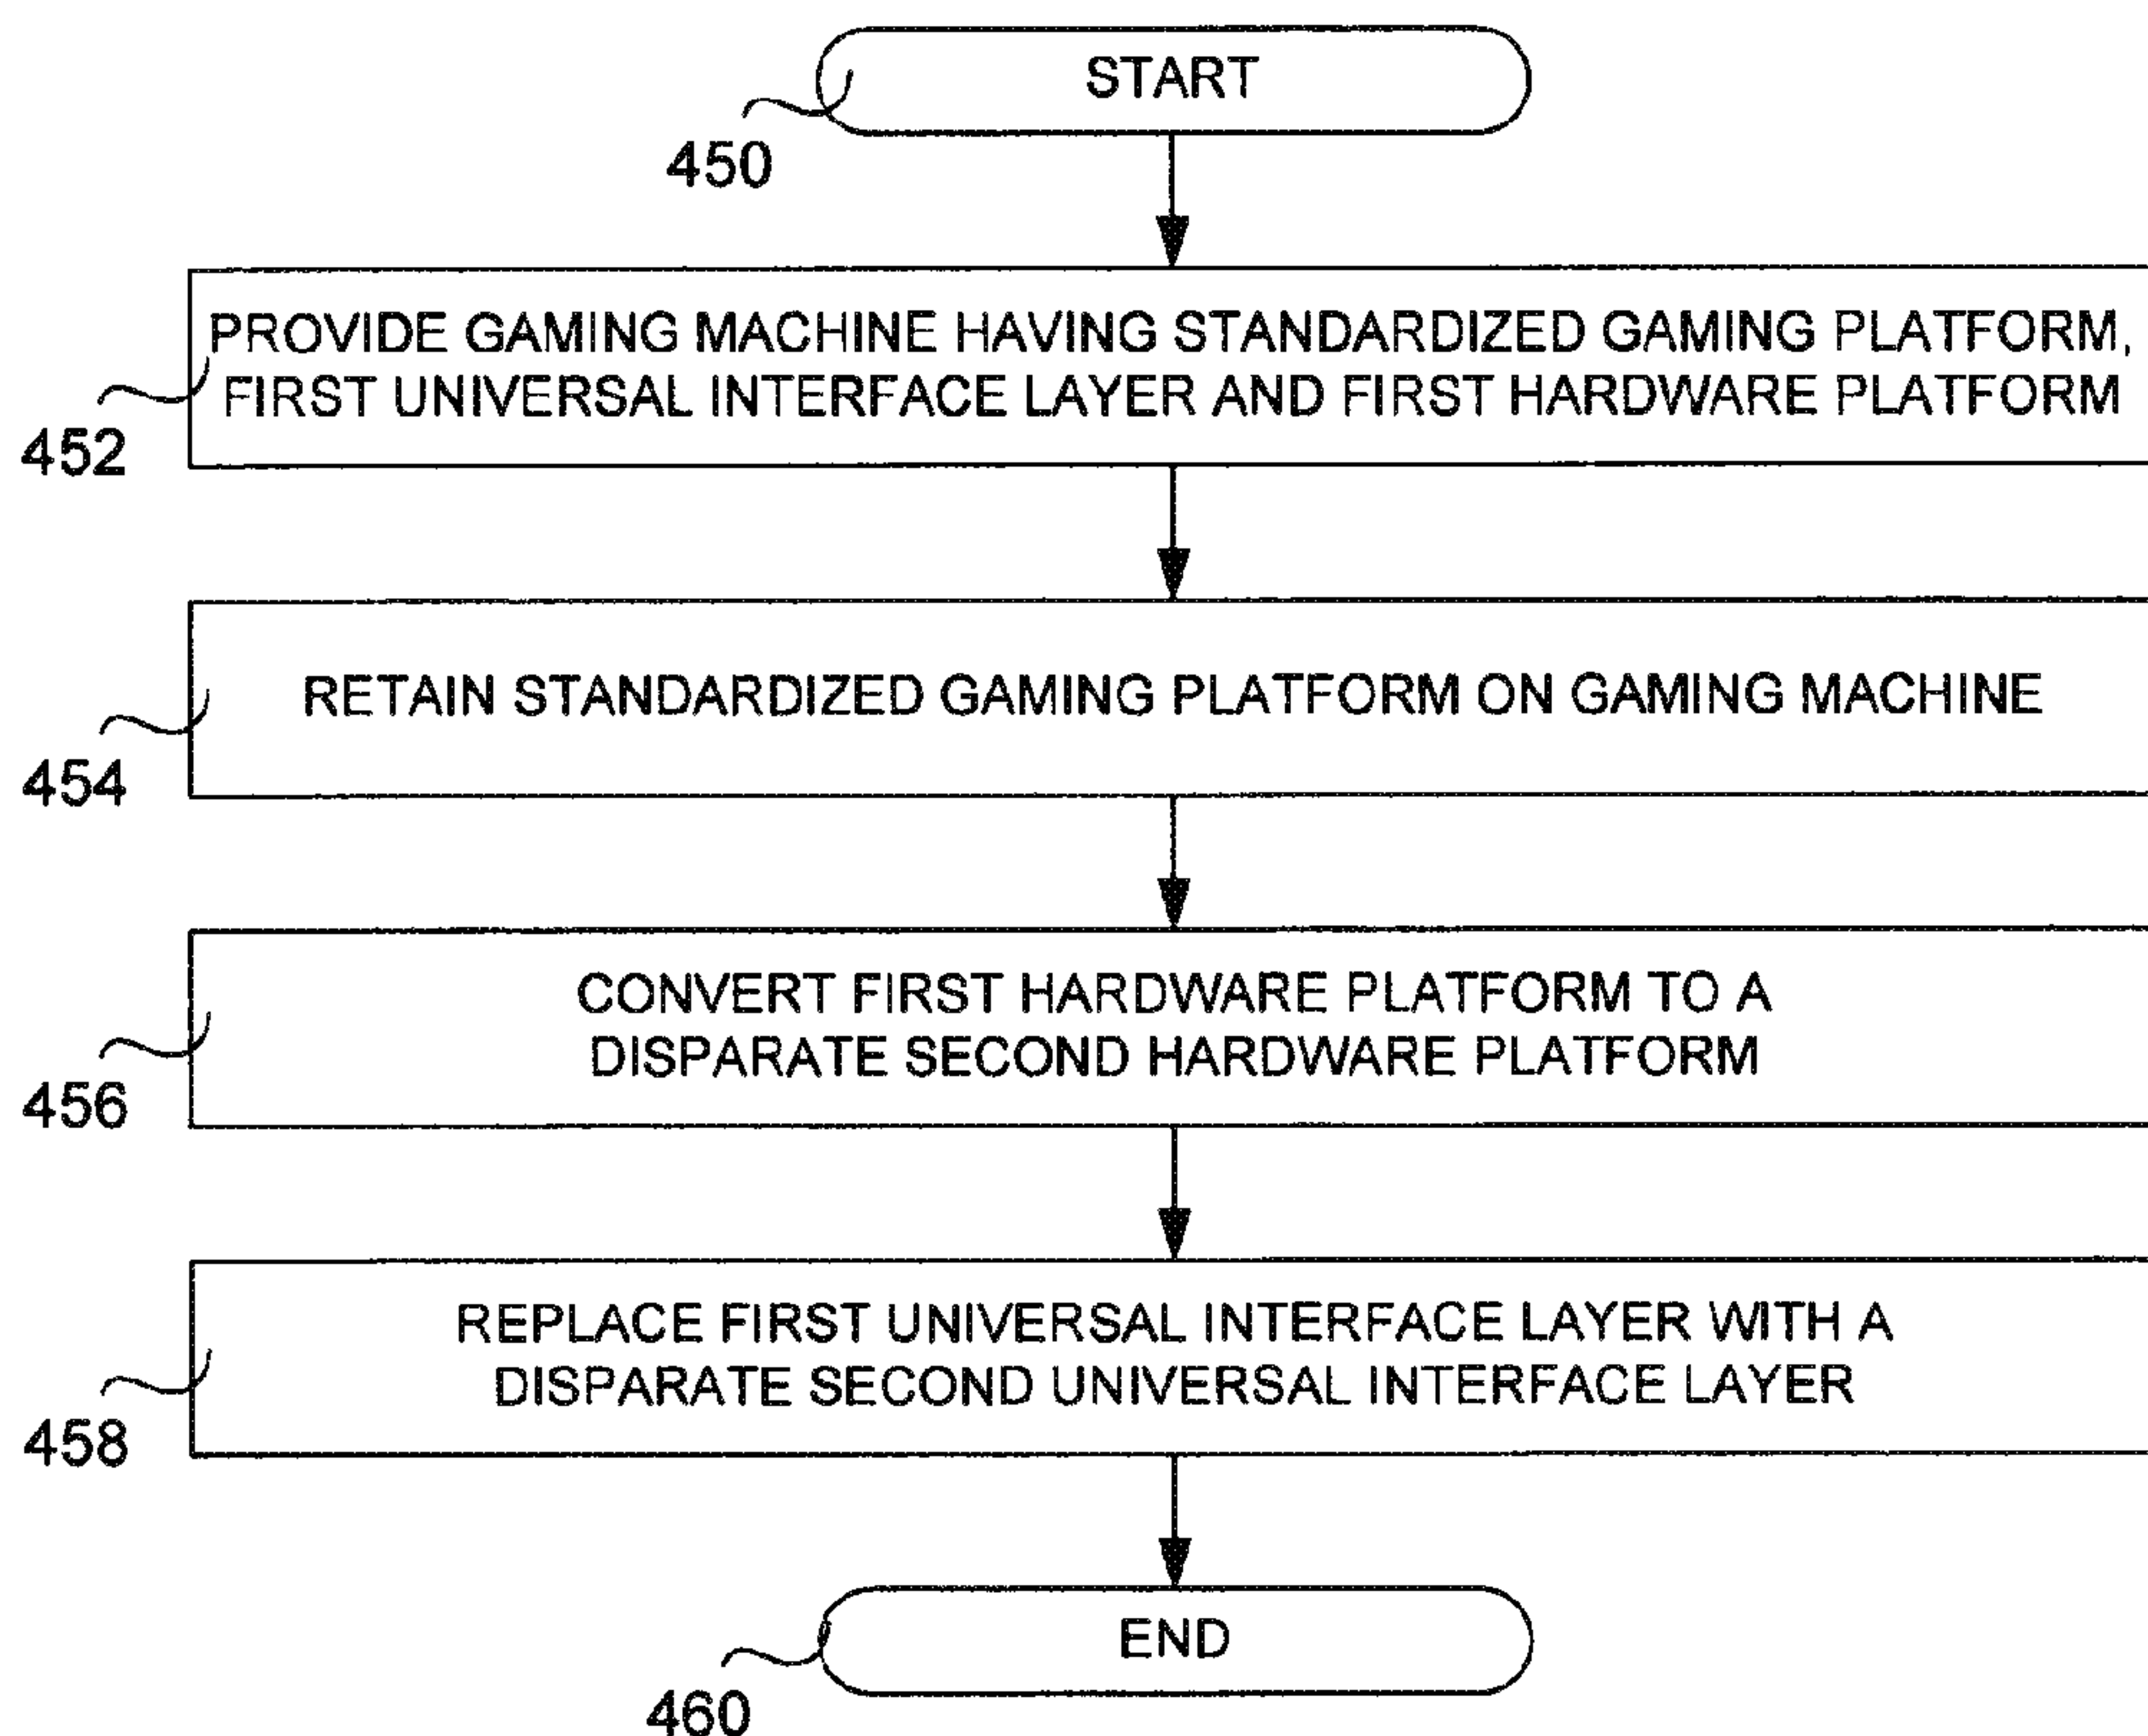 START
450
PROVIDE GAMING MACHINE HAVING STANDARDIZED GAMING PLATFORM,
FIRST UNIVERSAL INTERFACE LAYER AND FIRST HARDWARE PLATFORM
452
RETAIN STANDARDIZED GAMING PLATFORM ON GAMING MACHINE
454
CONVERT FIRST HARDWARE PLATFORM TO A
DISPARATE SECOND HARDWARE PLATFORM
456
REPLACE FIRST UNIVERSAL INTERFACE LAYER WITH A
DISPARATE SECOND UNIVERSAL INTERFACE LAYER
458
END
460